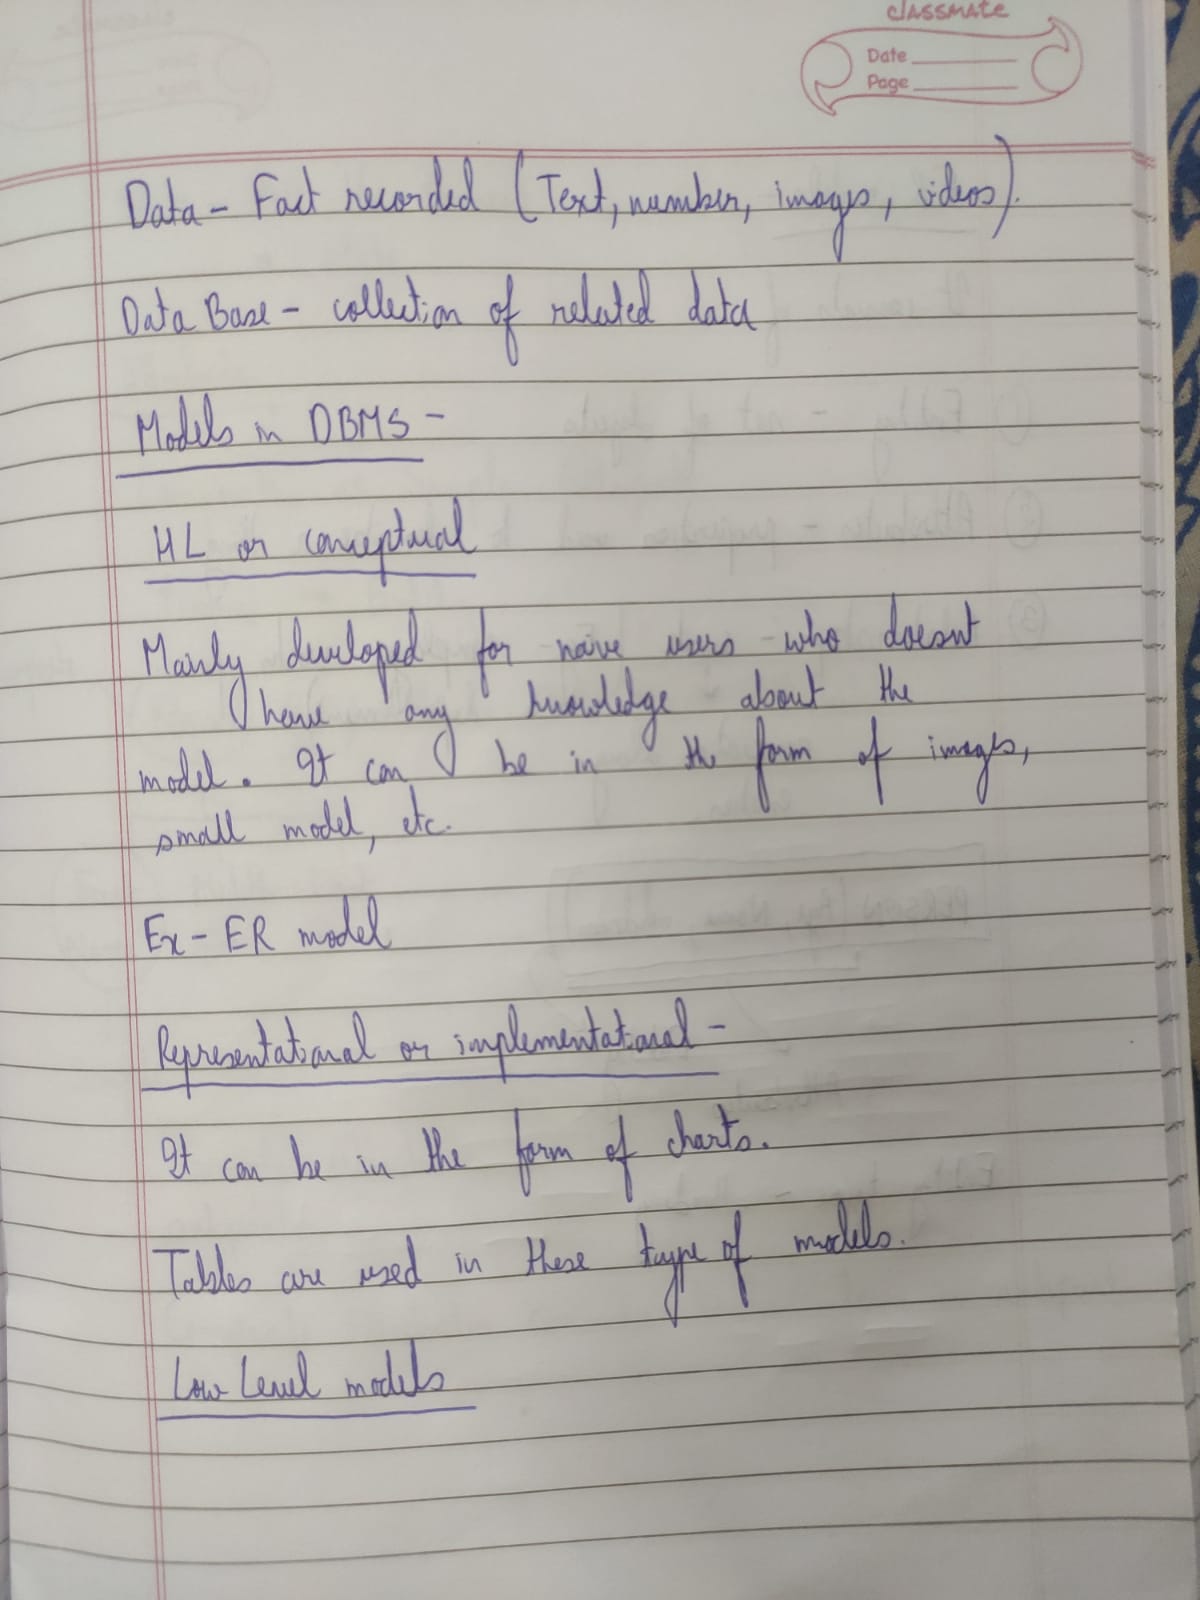 classmate
Date
Page
Data - Fact recorded (Text, number, images, videos).
Data Base - collection of related data
Models in DBMS -
HL or conceptual
Mainly developed for naive users who doesnt
have any knowledge about the
model. It can be in the form of images,
small model, etc.
Ex - ER model
Representational or implementational -
It can be in the form of charts.
Tables are used in these type of models.
Low Level models